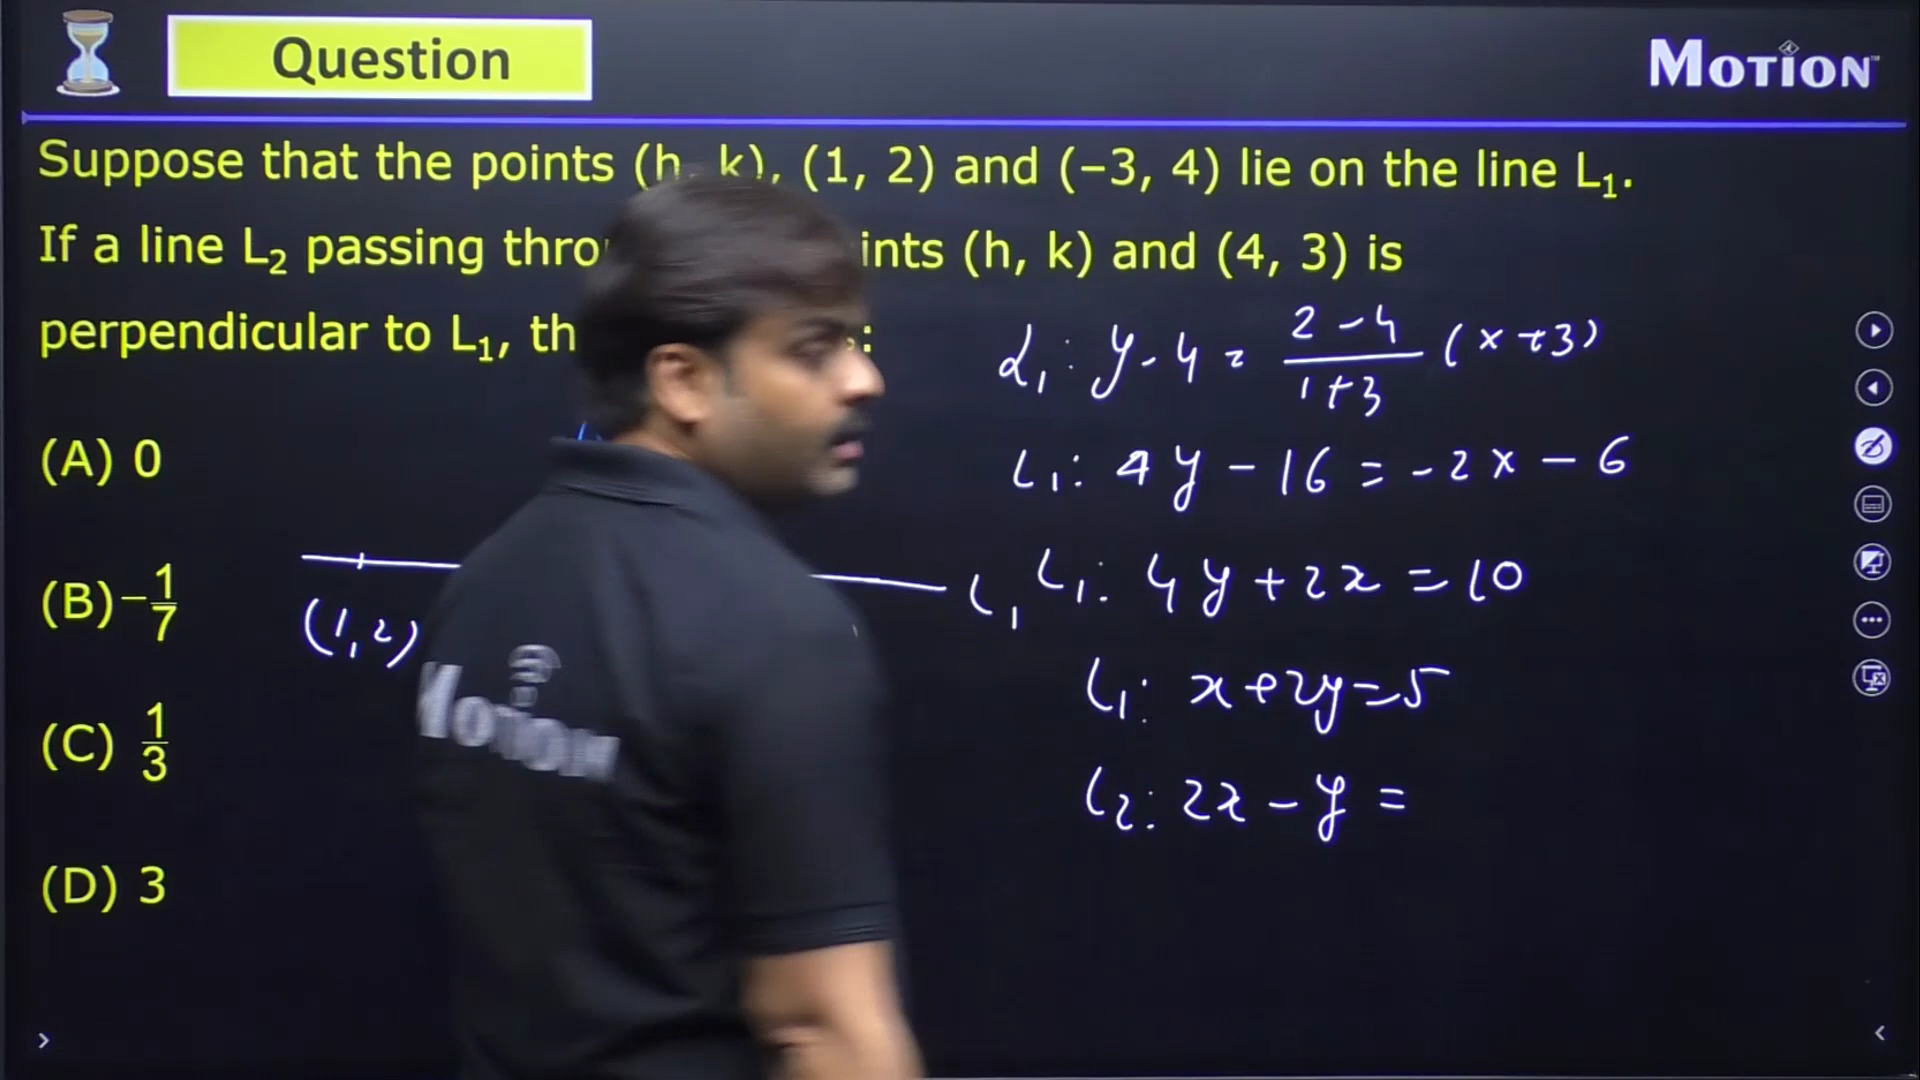 Question
MOTION
Suppose that the points (h, k), (1, 2) and (–3, 4) lie on the line L₁.
If a line L₂ passing thro ints (h, k) and (4, 3) is
perpendicular to L₁, th :
(A) 0
(B) –1/7
(C) 1/3
(D) 3
(1, 2)
L₁
L₁: y - 4 = (2 - 4)/(1 + 3) (x + 3)
L₁: 4y - 16 = -2x - 6
L₁: 4y + 2x = 10
L₁: x + 2y = 5
L₂: 2x - y =
MOTION